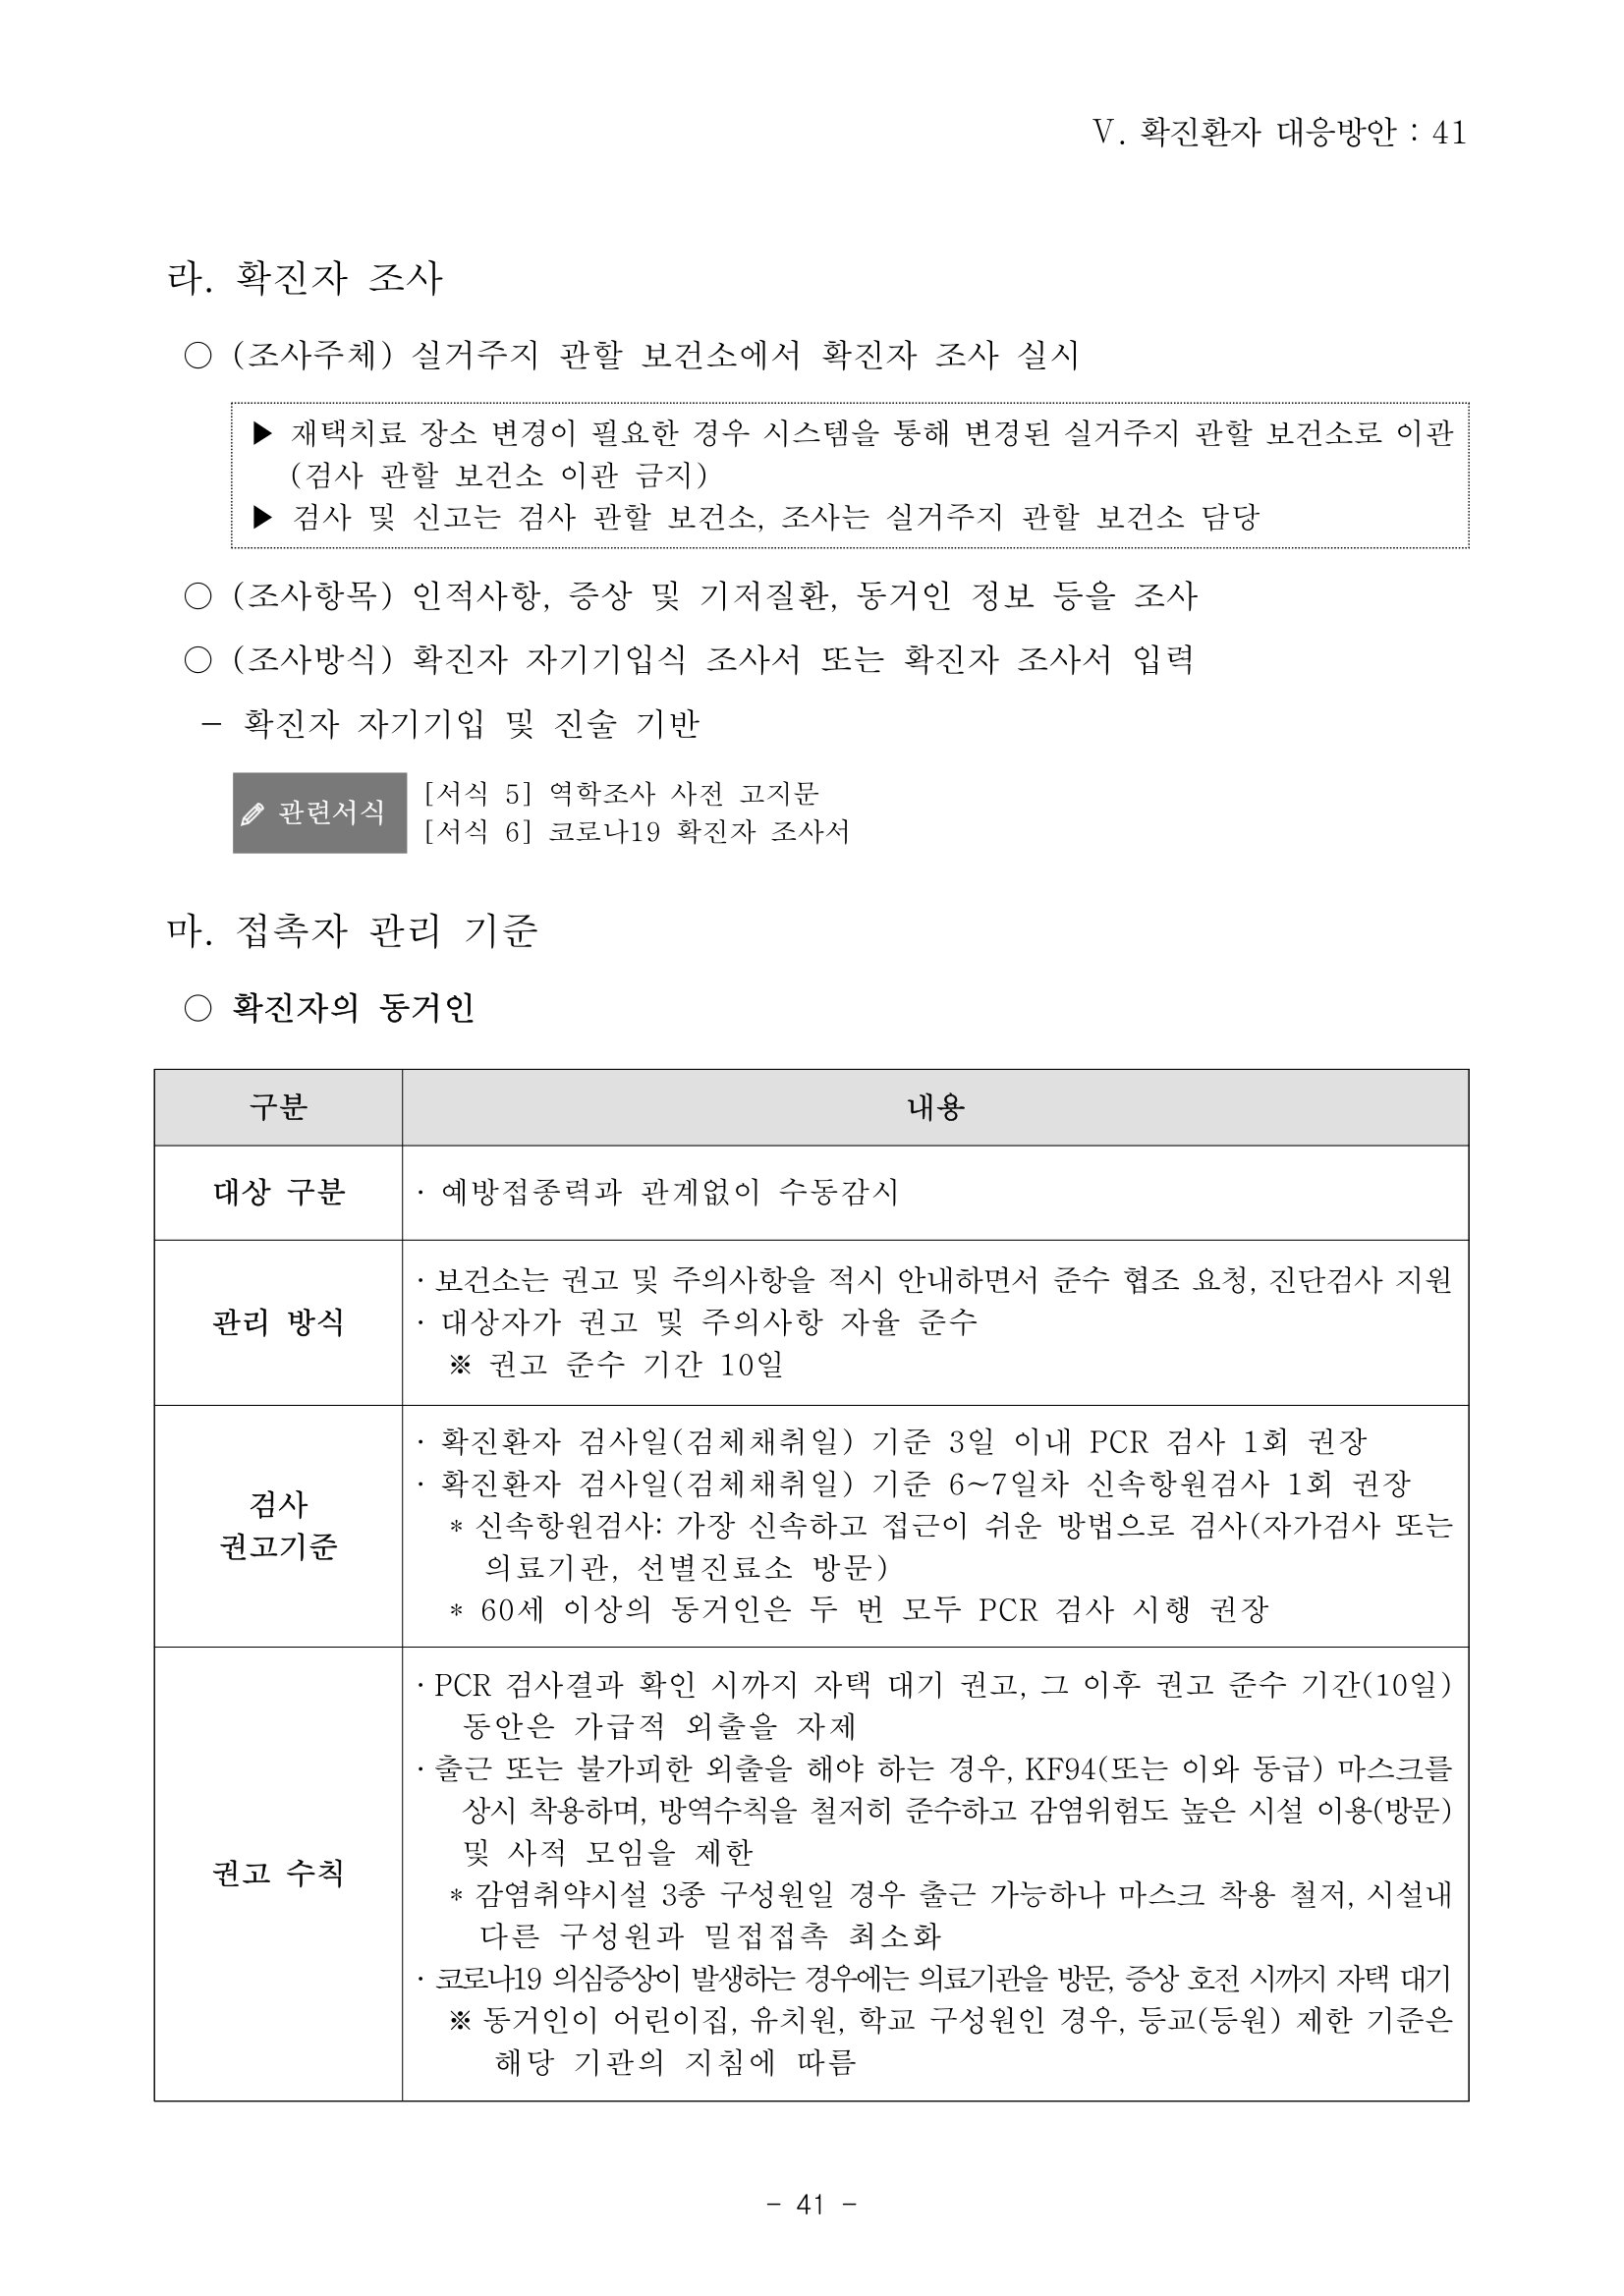 Ⅴ. 확진환자 대응방안 : 41
라. 확진자 조사
○ (조사주체) 실거주지 관할 보건소에서 확진자 조사 실시
▶ 재택치료 장소 변경이 필요한 경우 시스템을 통해 변경된 실거주지 관할 보건소로 이관
(검사 관할 보건소 이관 금지)
▶ 검사 및 신고는 검사 관할 보건소, 조사는 실거주지 관할 보건소 담당
○ (조사항목) 인적사항, 증상 및 기저질환, 동거인 정보 등을 조사
○ (조사방식) 확진자 자기기입식 조사서 또는 확진자 조사서 입력
- 확진자 자기기입 및 진술 기반
관련서식
[서식 5] 역학조사 사전 고지문
[서식 6] 코로나19 확진자 조사서
마. 접촉자 관리 기준
○ 확진자의 동거인
구분 내용
대상 구분
· 예방접종력과 관계없이 수동감시
관리 방식
· 보건소는 권고 및 주의사항을 적시 안내하면서 준수 협조 요청, 진단검사 지원
· 대상자가 권고 및 주의사항 자율 준수
※ 권고 준수 기간 10일
검사
권고기준
· 확진환자 검사일(검체채취일) 기준 3일 이내 PCR 검사 1회 권장
· 확진환자 검사일(검체채취일) 기준 6~7일차 신속항원검사 1회 권장
* 신속항원검사: 가장 신속하고 접근이 쉬운 방법으로 검사(자가검사 또는
의료기관, 선별진료소 방문)
* 60세 이상의 동거인은 두 번 모두 PCR 검사 시행 권장
권고 수칙
· PCR 검사결과 확인 시까지 자택 대기 권고, 그 이후 권고 준수 기간(10일)
동안은 가급적 외출을 자제
· 출근 또는 불가피한 외출을 해야 하는 경우, KF94(또는 이와 동급) 마스크를
상시 착용하며, 방역수칙을 철저히 준수하고 감염위험도 높은 시설 이용(방문)
및 사적 모임을 제한
* 감염취약시설 3종 구성원일 경우 출근 가능하나 마스크 착용 철저, 시설내
다른 구성원과 밀접접촉 최소화
· 코로나19 의심증상이 발생하는 경우에는 의료기관을 방문, 증상 호전 시까지 자택 대기
※ 동거인이 어린이집, 유치원, 학교 구성원인 경우, 등교(등원) 제한 기준은
해당 기관의 지침에 따름
- 41 -